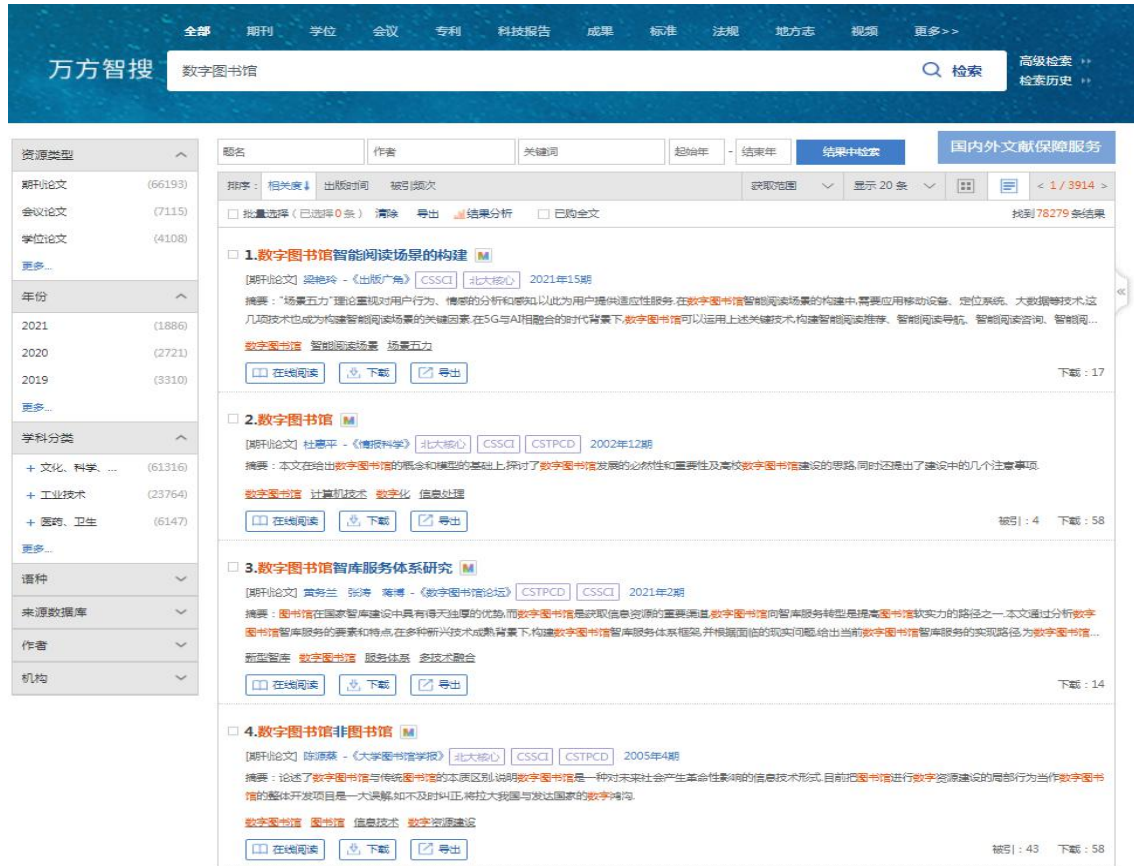 全部 期刊 学位 会议 专利 科技报告 成果 标准 法规 地方志 视频 更多>>
万方智搜 数字图书馆 检索 高级检索
检索历史
资源类型
期刊论文 (66193)
会议论文 (7115)
学位论文 (4108)
更多...
年份
2021 (1886)
2020 (2721)
2019 (3310)
更多...
学科分类
+ 文化、科学、... (61316)
+ 工业技术 (23764)
+ 医药、卫生 (6147)
更多...
语种
来源数据库
作者
机构
题名 作者 关键词 起始年 - 结束年 结果中检索 国内外文献保障服务
排序： 相关度↓ 出版时间 被引频次 获取范围 显示 20 条 < 1 / 3914 >
批量选择 (已选择0 条) 清除 导出 结果分析 已购全文 找到78279 条结果
1.数字图书馆智能阅读场景的构建 M
[期刊论文] 梁艳玲 -《出版广角》 CSSCI 北大核心 2021年15期
摘要："场景五力"理论重视对用户行为、情感的分析和感知,以此为用户提供适应性服务.在数字图书馆智能阅读场景的构建中,需要应用移动设备、定位系统、大数据等技术,这
几项技术也成为构建智能阅读场景的关键因素.在5G与AI相融合的时代背景下,数字图书馆可以运用上述关键技术,构建智能阅读推荐、智能阅读导航、智能阅读咨询、智能阅...
数字图书馆 智能阅读场景 场景五力
在线阅读 下载 导出 下载：17
2.数字图书馆 M
[期刊论文] 杜惠平 -《情报科学》 北大核心 CSSCI CSTPCD 2002年12期
摘要：本文在给出数字图书馆的概念和模型的基础上,探讨了数字图书馆发展的必然性和重要性及高校数字图书馆建设的思路,同时还提出了建设中的几个注意事项.
数字图书馆 计算机技术 数字化 信息处理
在线阅读 下载 导出 被引：4 下载：58
3.数字图书馆智库服务体系研究 M
[期刊论文] 黄务兰 张涛 蒋博 -《数字图书馆论坛》 CSTPCD CSSCI 2021年2期
摘要：图书馆在国家智库建设中具有得天独厚的优势,而数字图书馆是获取信息资源的重要渠道,数字图书馆向智库服务转型是提高图书馆软实力的路径之一.本文通过分析数字
图书馆智库服务的要素和特点,在多种新兴技术成熟背景下,构建数字图书馆智库服务体系框架,并根据面临的现实问题,给出当前数字图书馆智库服务的实现路径,为数字图书馆...
新型智库 数字图书馆 服务体系 多技术融合
在线阅读 下载 导出 下载：14
4.数字图书馆非图书馆 M
[期刊论文] 陈源蒸 -《大学图书馆学报》 北大核心 CSSCI CSTPCD 2005年4期
摘要：论述了数字图书馆与传统图书馆的本质区别,说明数字图书馆是一种对未来社会产生革命性影响的信息技术形式.目前把图书馆进行数字资源建设的局部行为当作数字图书
馆的整体开发项目是一大误解,如不及时纠正,将拉大我国与发达国家的数字鸿沟.
数字图书馆 图书馆 信息技术 数字资源建设
在线阅读 下载 导出 被引：43 下载：58